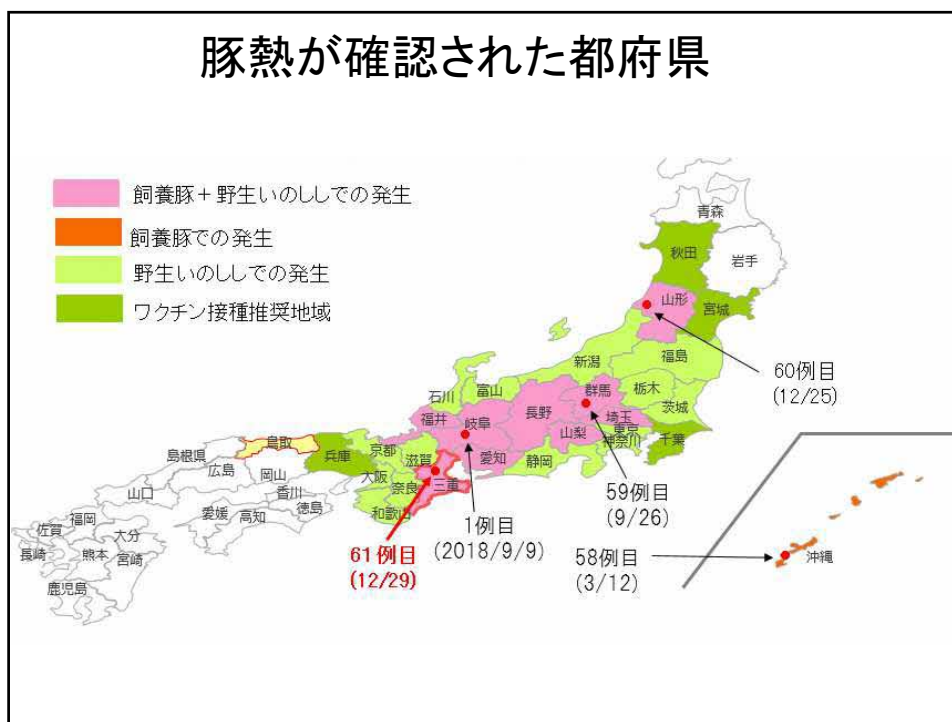 豚熱が確認された都府県
飼養豚＋野生いのししでの発生
飼養豚での発生
野生いのししでの発生
ワクチン接種推奨地域
青森
秋田
岩手
山形
宮城
新潟
福島
60例目
(12/25)
石川
富山
群馬
栃木
茨城
福井
岐阜
長野
埼玉
東京
山梨
神奈川
千葉
鳥取
島根県
兵庫
京都
滋賀
愛知
静岡
広島
岡山
大阪
奈良
三重
山口
香川
徳島
愛媛
高知
和歌山
佐賀
福岡
大分
長崎
熊本
宮崎
鹿児島
61例目
(12/29)
1例目
(2018/9/9)
59例目
(9/26)
58例目
(3/12)
沖縄